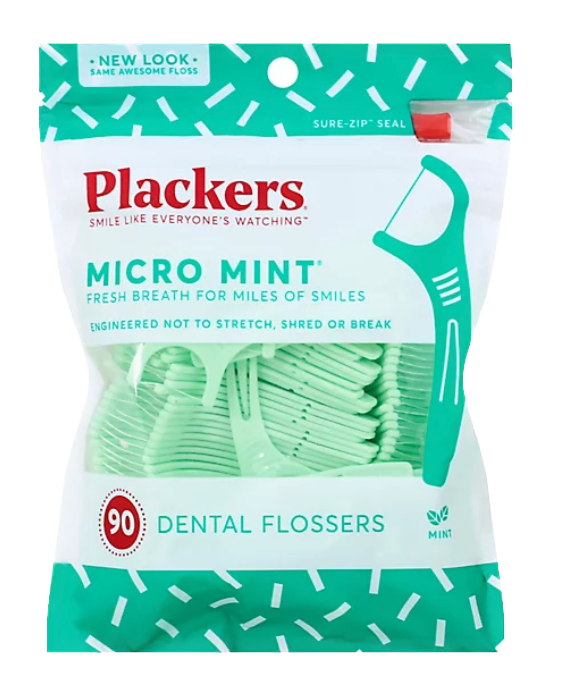 • NEW LOOK •
SAME AWESOME FLOSS
SURE-ZIP™ SEAL
Plackers®
SMILE LIKE EVERYONE'S WATCHING™
MICRO MINT®
FRESH BREATH FOR MILES OF SMILES
ENGINEERED NOT TO STRETCH, SHRED OR BREAK
90 DENTAL FLOSSERS
MINT